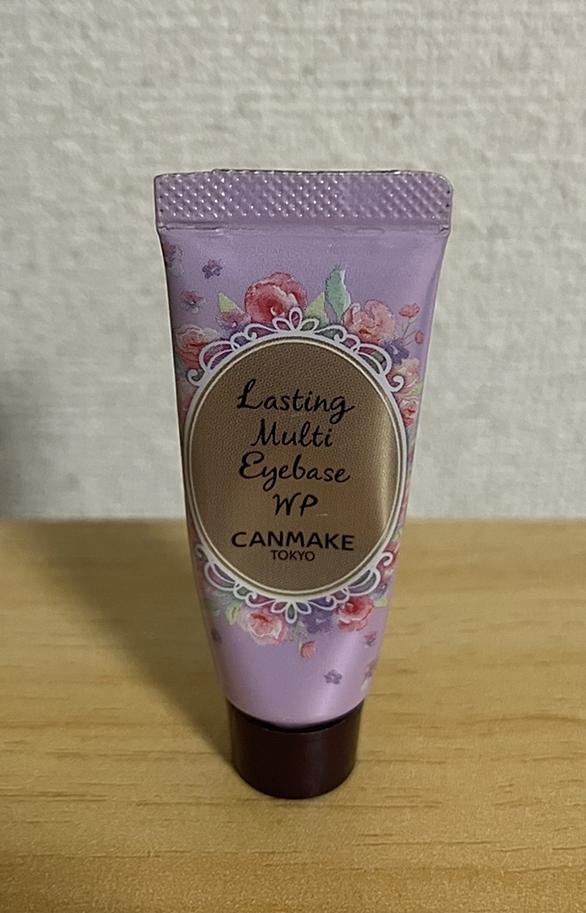 Lasting
Multi
Eyebase
WP
CANMAKE
TOKYO